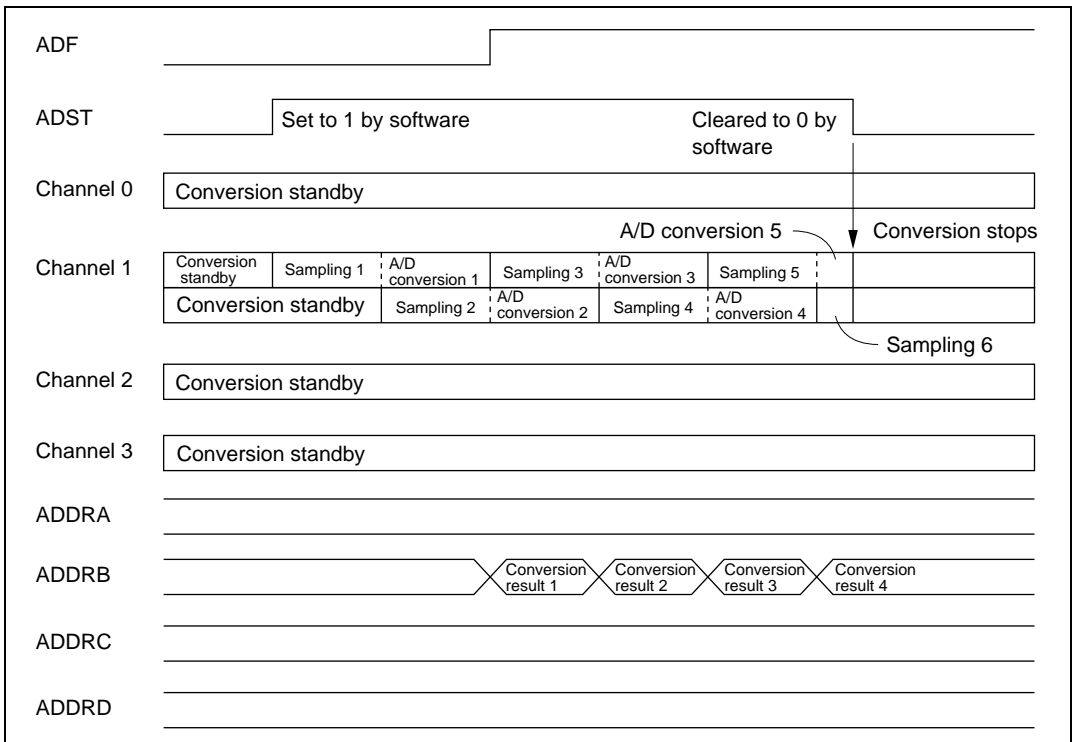 ADF
ADST
Set to 1 by software
Cleared to 0 by
software
Channel 0
Conversion standby
A/D conversion 5
Conversion stops
Channel 1
Conversion
standby
Sampling 1
A/D
conversion 1
Sampling 3
A/D
conversion 3
Sampling 5
Conversion standby
Sampling 2
A/D
conversion 2
Sampling 4
A/D
conversion 4
Sampling 6
Channel 2
Conversion standby
Channel 3
Conversion standby
ADDRA
ADDRB
Conversion
result 1
Conversion
result 2
Conversion
result 3
Conversion
result 4
ADDRC
ADDRD